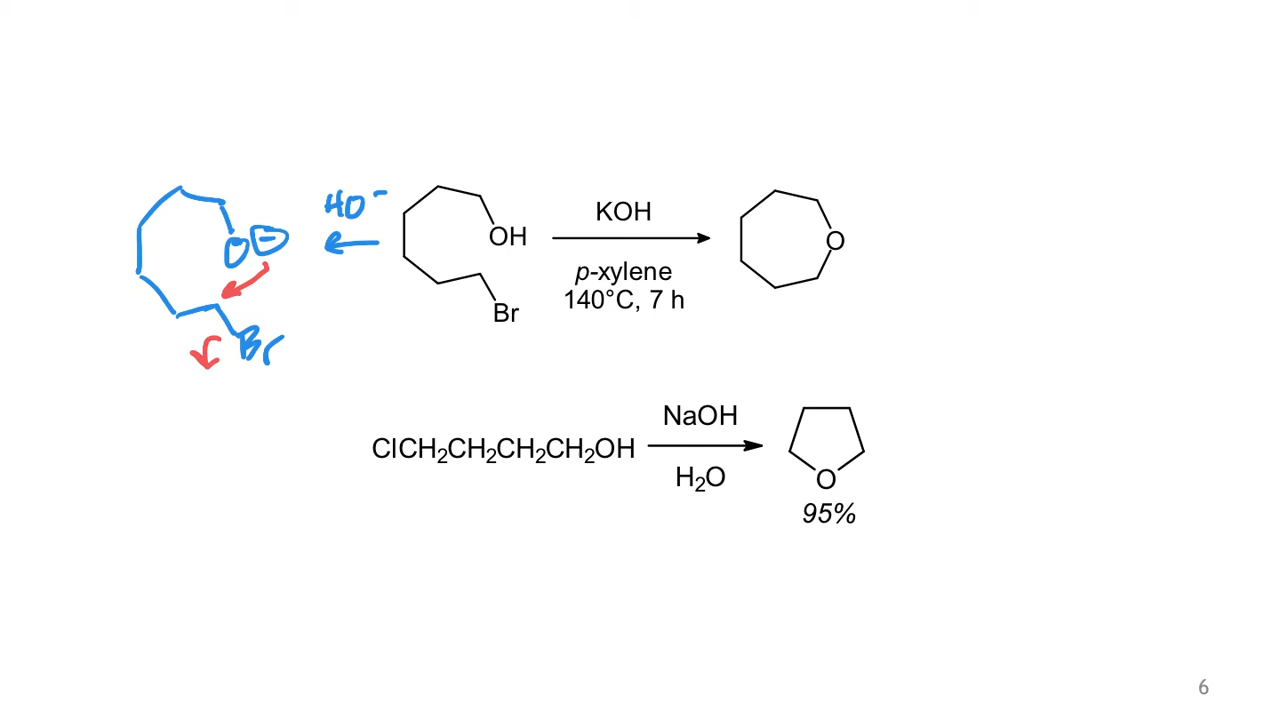 HO⁻
O⊖
Br
OH
Br
KOH
p-xylene
140°C, 7 h
O
ClCH₂CH₂CH₂CH₂OH
NaOH
H₂O
O
95%
6